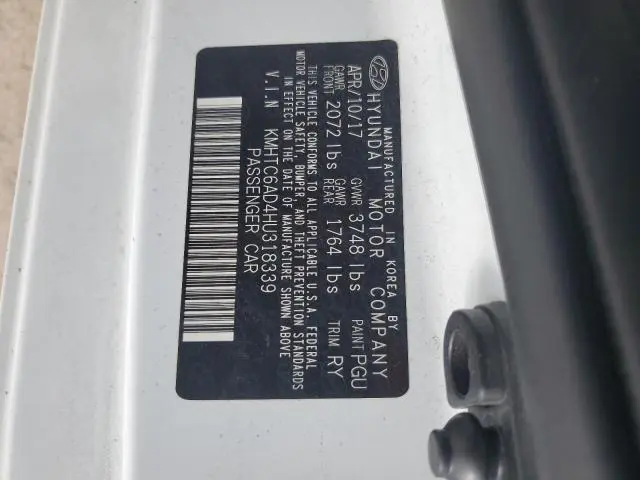 MANUFACTURED IN KOREA BY
HYUNDAI MOTOR COMPANY
APR/10/17 GVWR 3748 lbs PAINT PGU
GAWR FRONT 2072 lbs GAWR REAR 1764 lbs TRIM RY
THIS VEHICLE CONFORMS TO ALL APPLICABLE U.S.A. FEDERAL
MOTOR VEHICLE SAFETY, BUMPER, AND THEFT PREVENTION STANDARDS
IN EFFECT ON THE DATE OF MANUFACTURE SHOWN ABOVE
V.I.N KMHTC6AD4HU318339
PASSENGER CAR